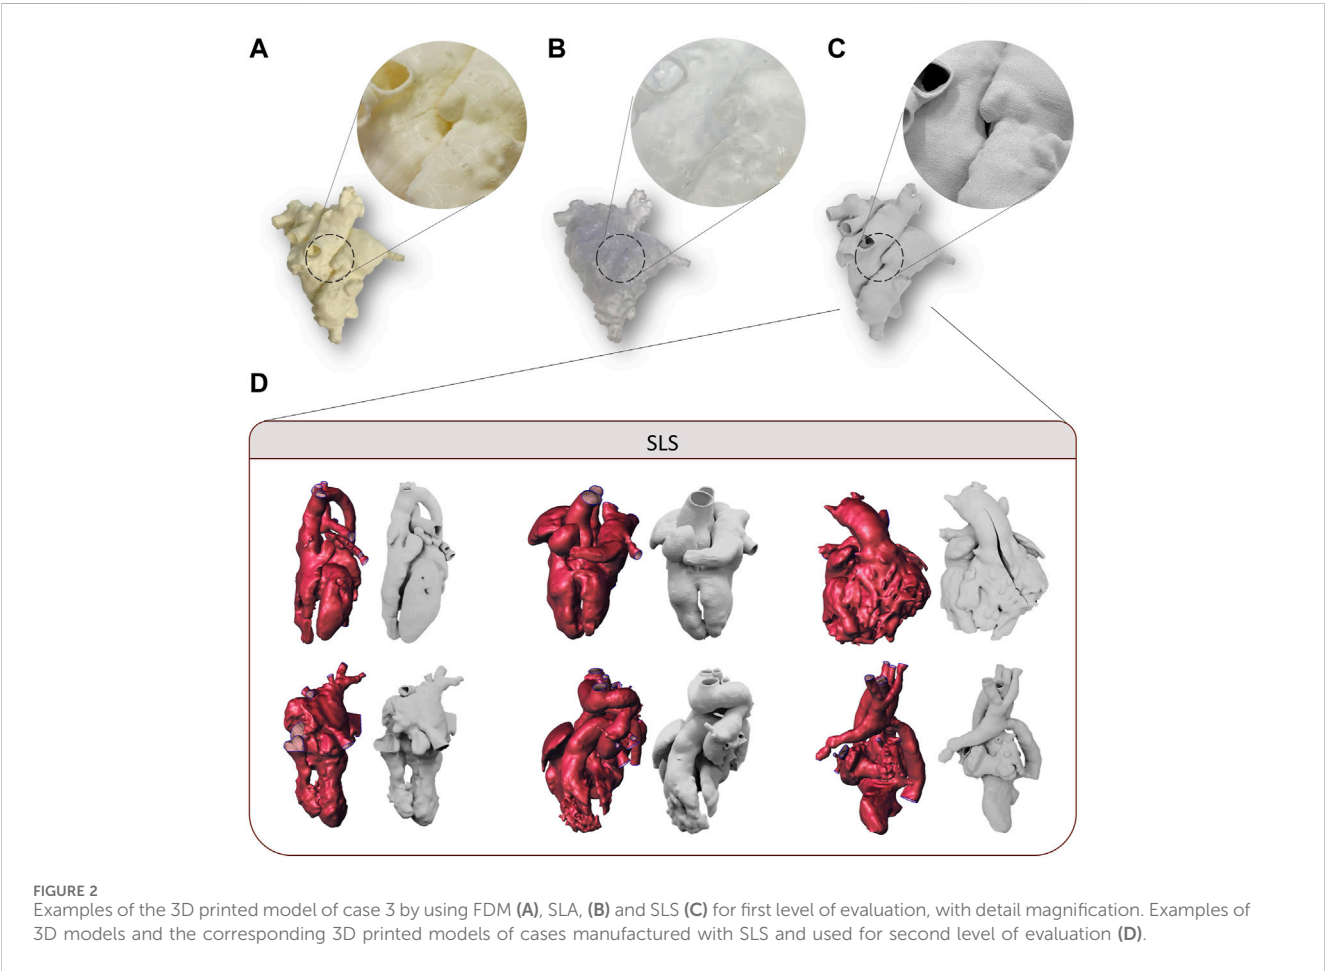 A
B
C
D
SLS
FIGURE 2
Examples of the 3D printed model of case 3 by using FDM (A), SLA, (B) and SLS (C) for first level of evaluation, with detail magnification. Examples of
3D models and the corresponding 3D printed models of cases manufactured with SLS and used for second level of evaluation (D).